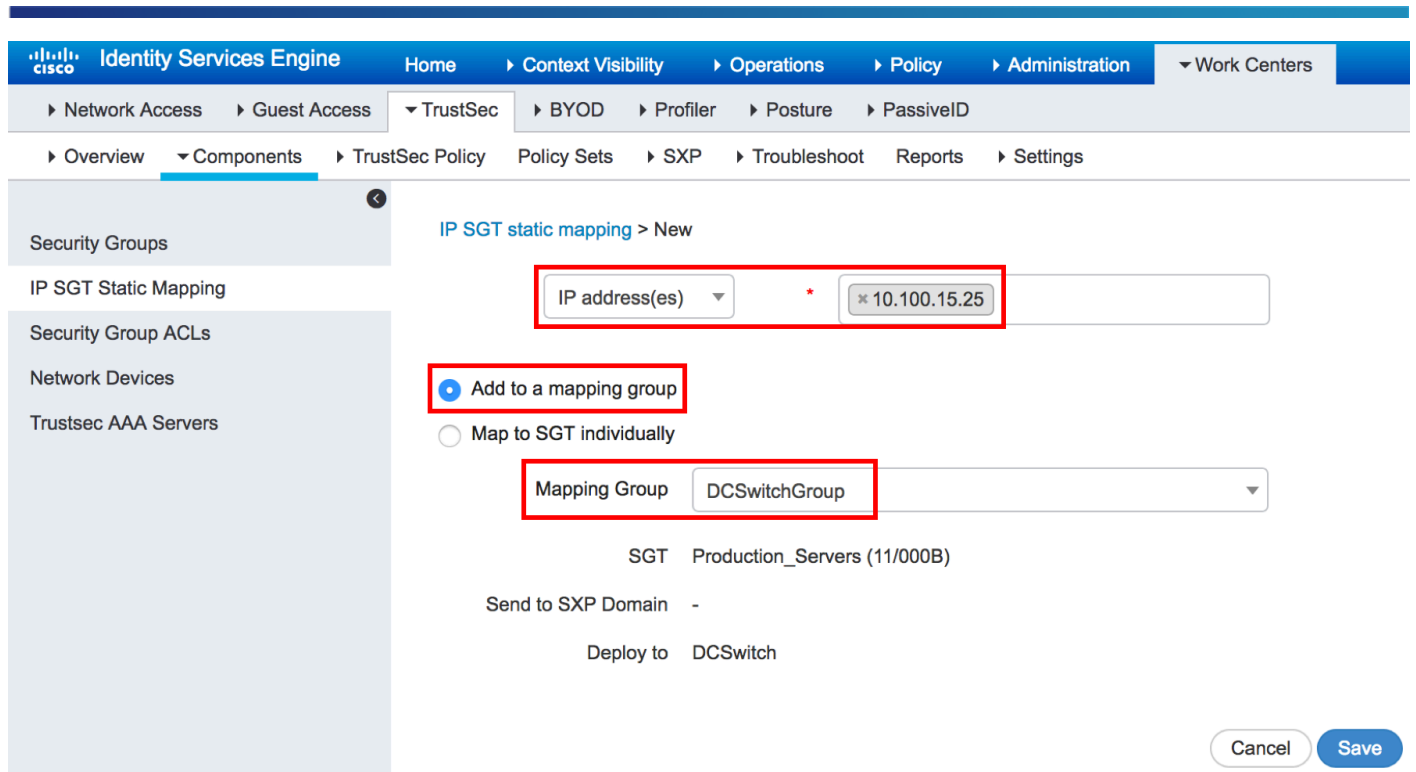 cisco Identity Services Engine Home Context Visibility Operations Policy Administration Work Centers
Network Access Guest Access TrustSec BYOD Profiler Posture PassiveID
Overview Components TrustSec Policy Policy Sets SXP Troubleshoot Reports Settings
IP SGT static mapping > New
Security Groups
IP SGT Static Mapping
Security Group ACLs
Network Devices
Trustsec AAA Servers
IP address(es) * × 10.100.15.25
Add to a mapping group
Map to SGT individually
Mapping Group DCSwitchGroup
SGT Production_Servers (11/000B)
Send to SXP Domain -
Deploy to DCSwitch
Cancel Save